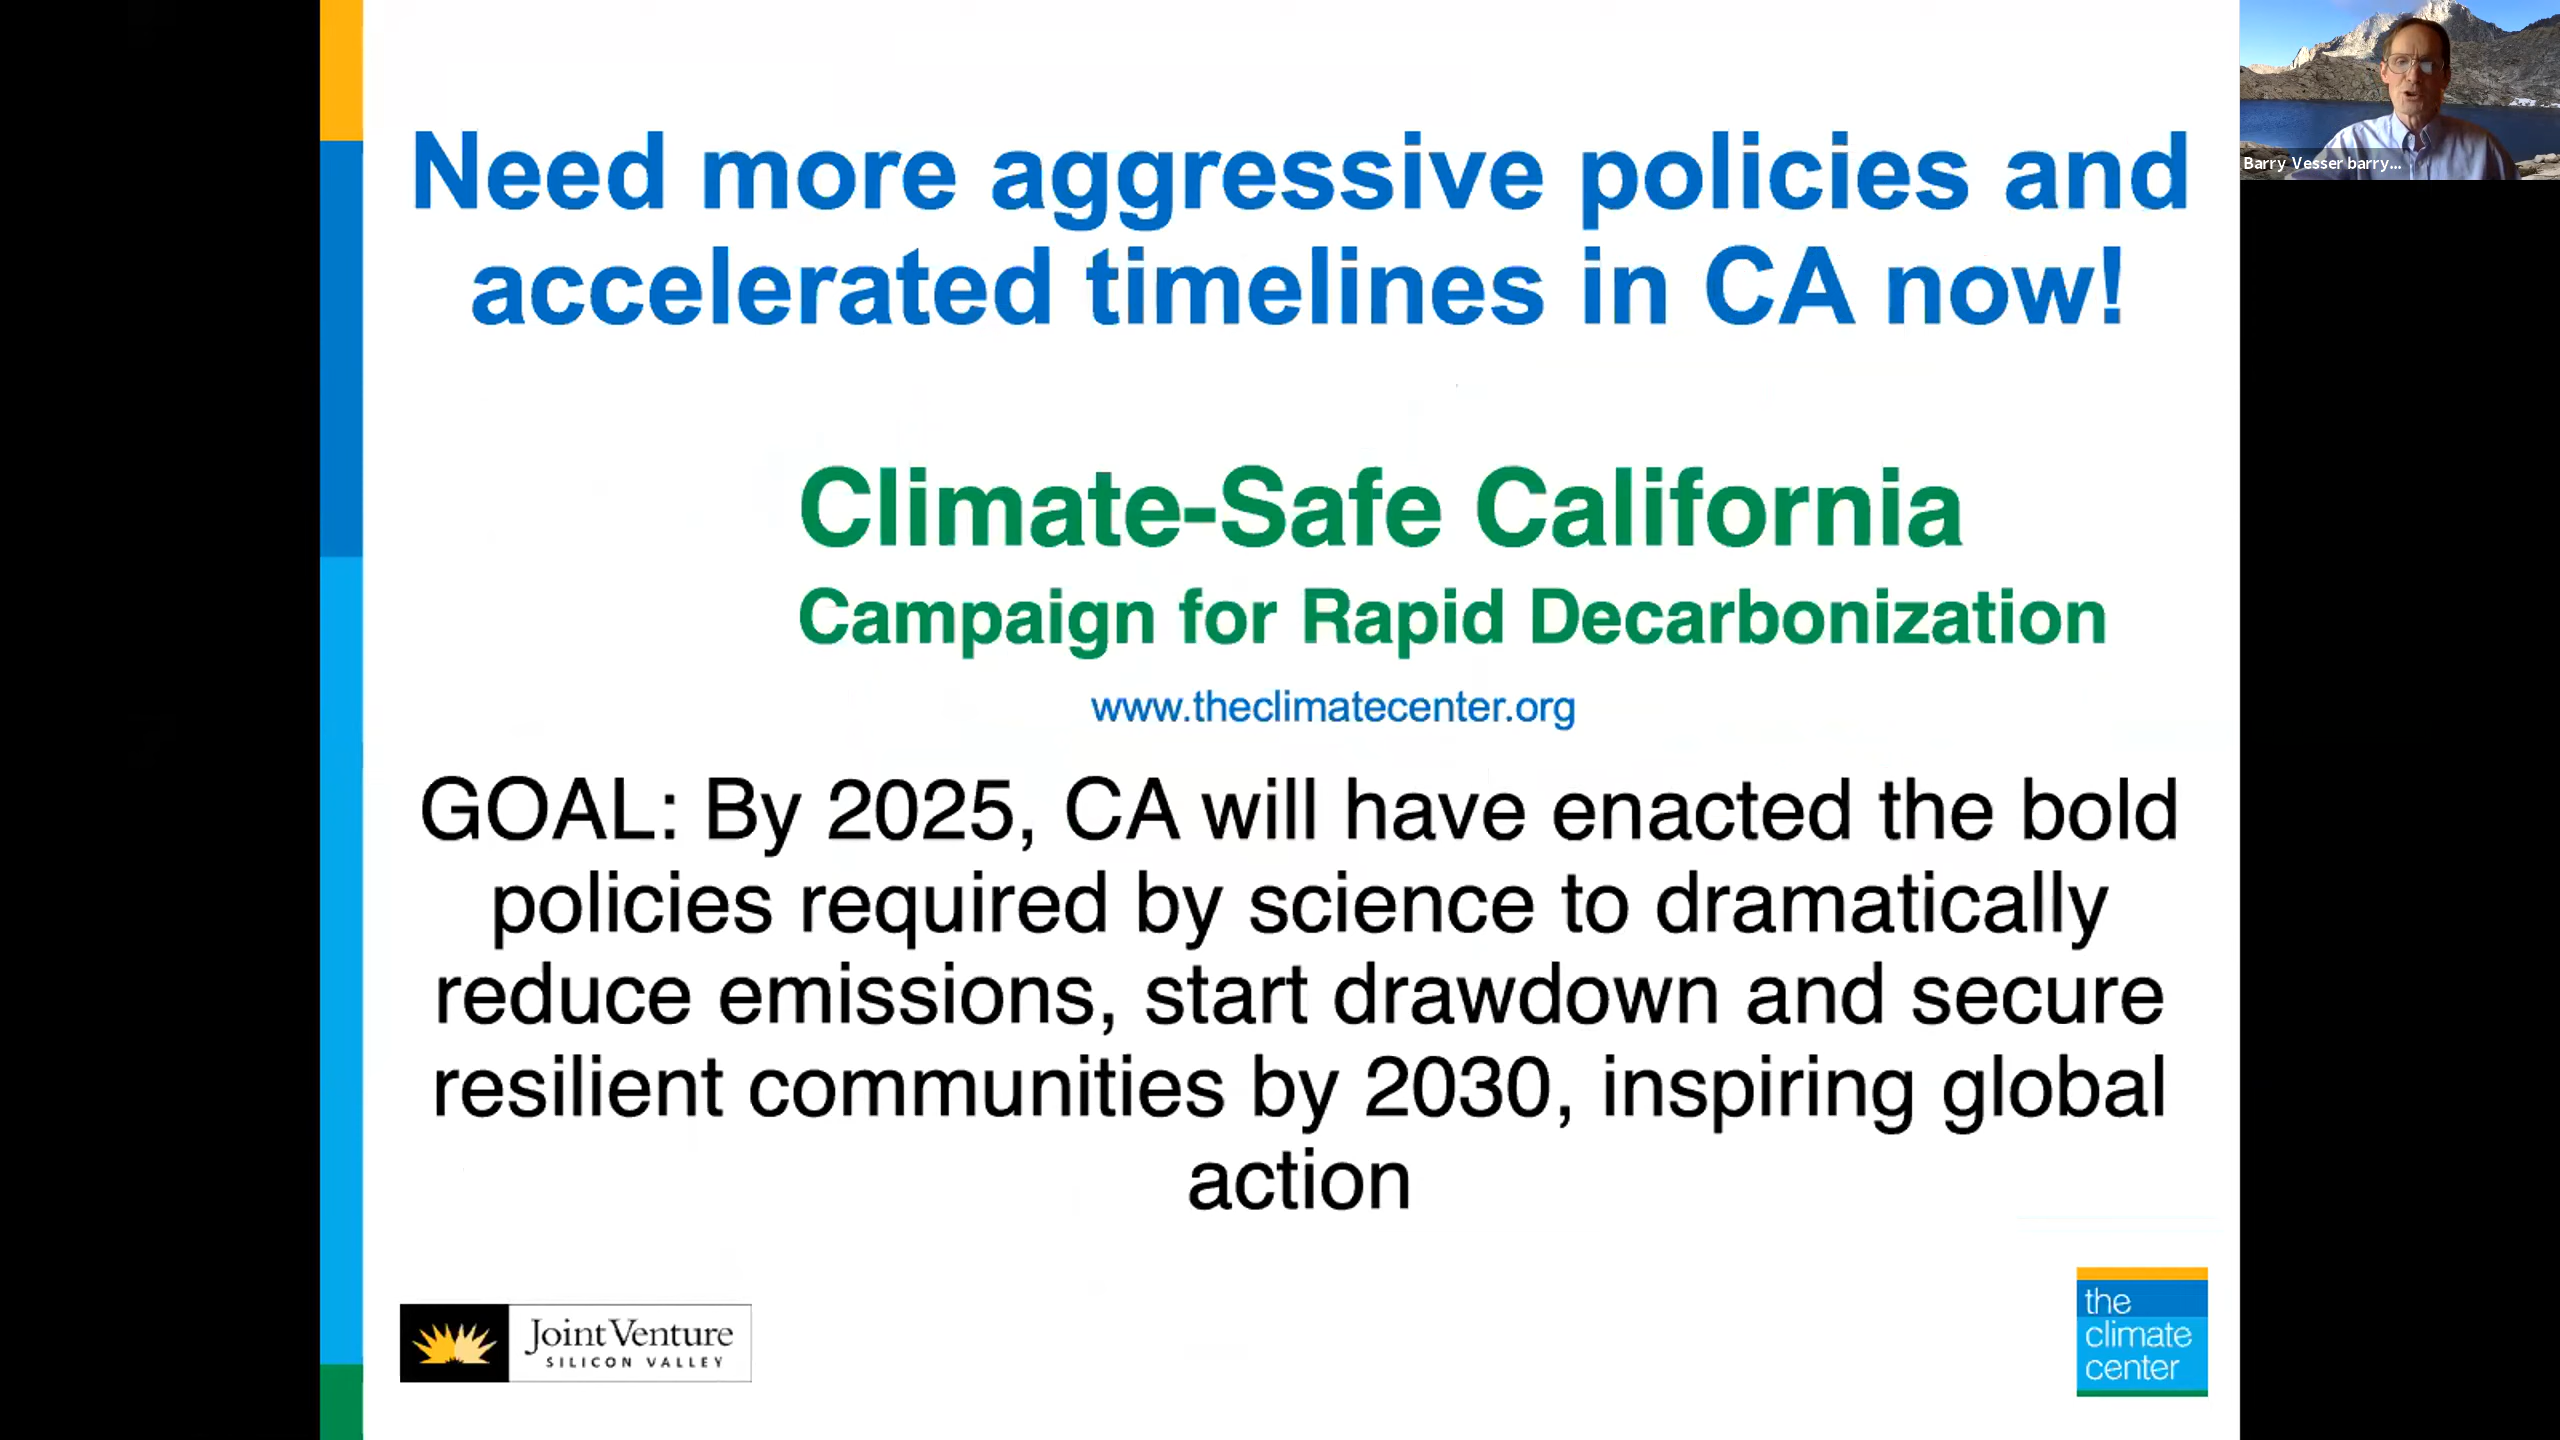 Need more aggressive policies and
accelerated timelines in CA now!
Climate-Safe California
Campaign for Rapid Decarbonization
www.theclimatecenter.org
GOAL: By 2025, CA will have enacted the bold
policies required by science to dramatically
reduce emissions, start drawdown and secure
resilient communities by 2030, inspiring global
action
Joint Venture
SILICON VALLEY
the
climate
center
Barry Vesser barry...